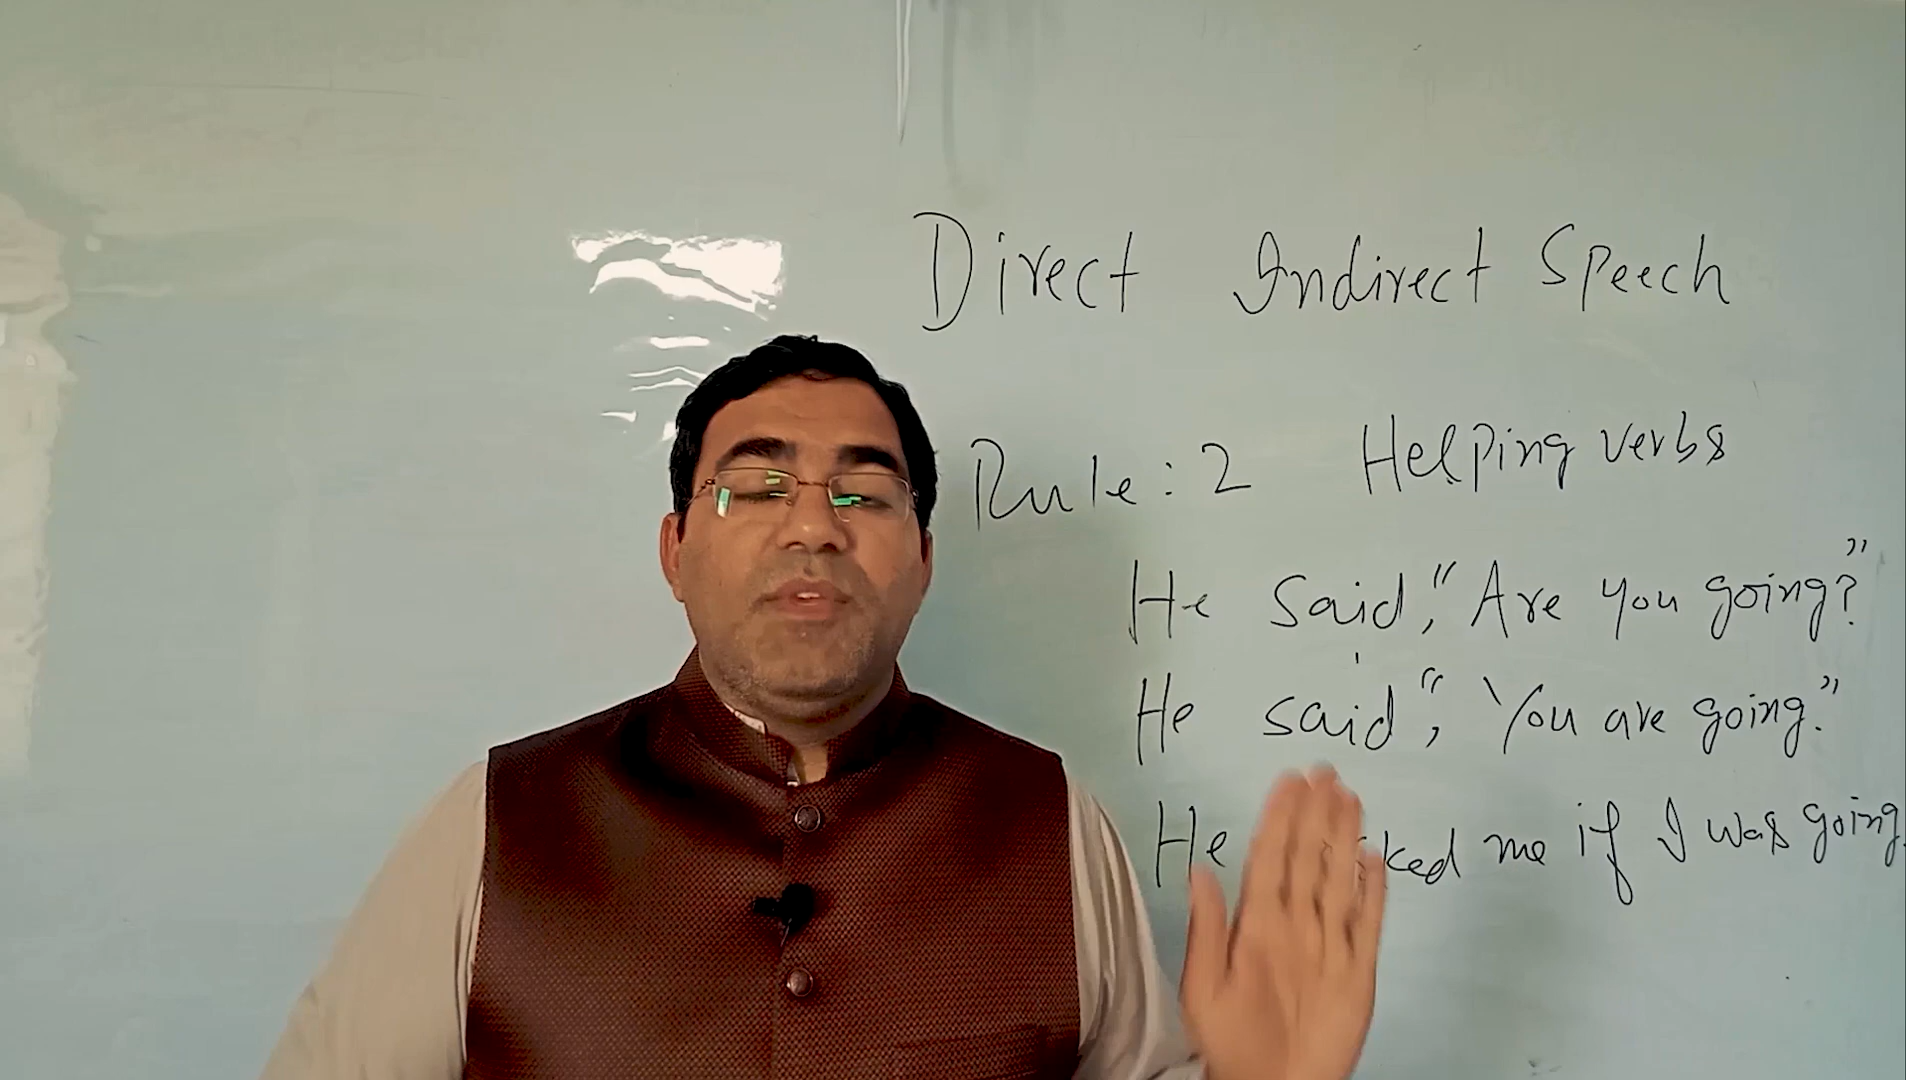 Direct Indirect Speech
Rule : 2 Helping verbs
He said, "Are you going?"
He said", You are going."
He ked me if I was going.